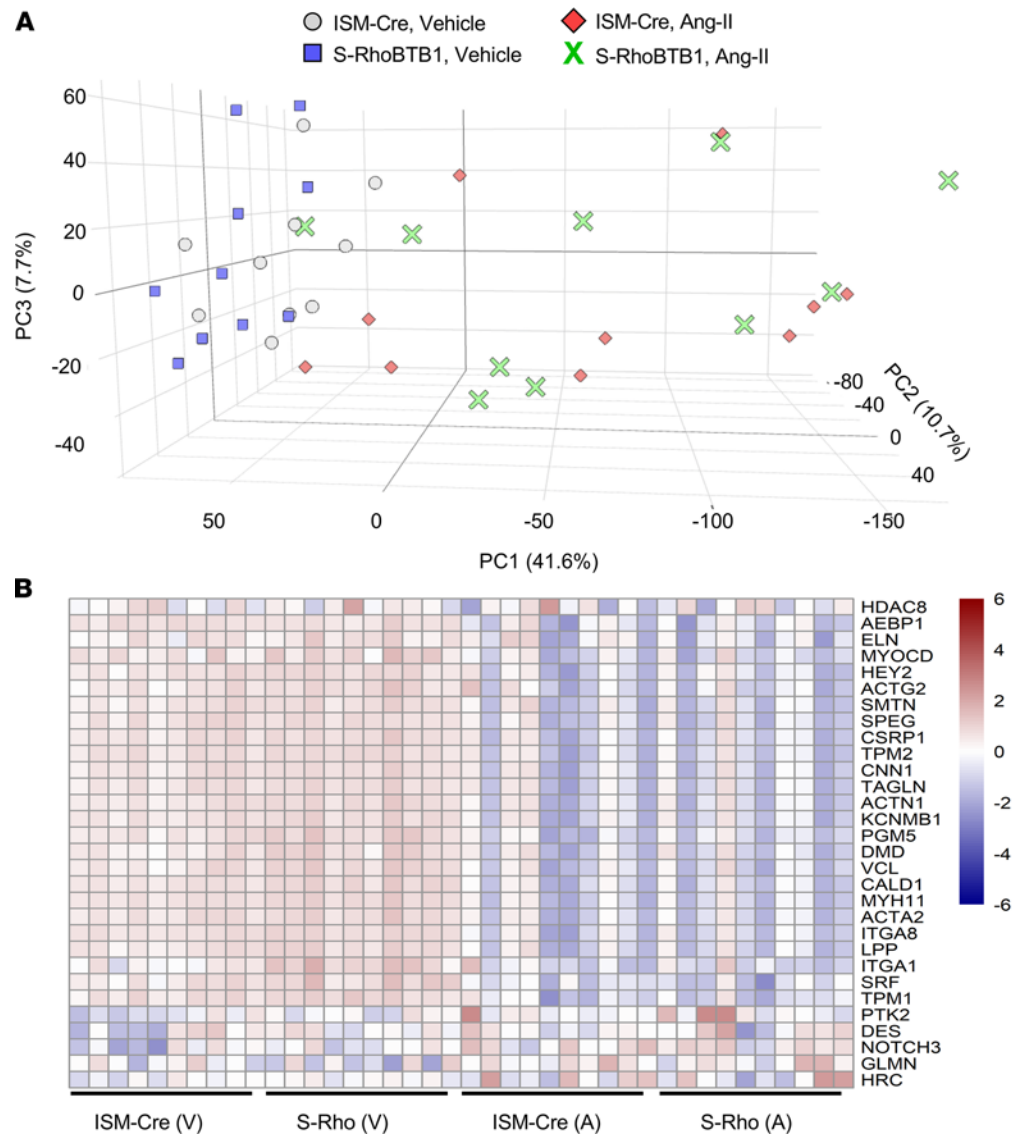 A
ISM-Cre, Vehicle
ISM-Cre, Ang-II
S-RhoBTB1, Vehicle
S-RhoBTB1, Ang-II
60
40
20
0
-20
-40
PC3 (7.7%)
-80
-40
0
40
PC2 (10.7%)
50
0
-50
-100
-150
PC1 (41.6%)
B
HDAC8
AEBP1
ELN
MYOCD
HEY2
ACTG2
SMTN
SPEG
CSRP1
TPM2
CNN1
TAGLN
ACTN1
KCNMB1
PGM5
DMD
VCL
CALD1
MYH11
ACTA2
ITGA8
LPP
ITGA1
SRF
TPM1
PTK2
DES
NOTCH3
GLMN
HRC
6
4
2
0
-2
-4
-6
ISM-Cre (V)
S-Rho (V)
ISM-Cre (A)
S-Rho (A)